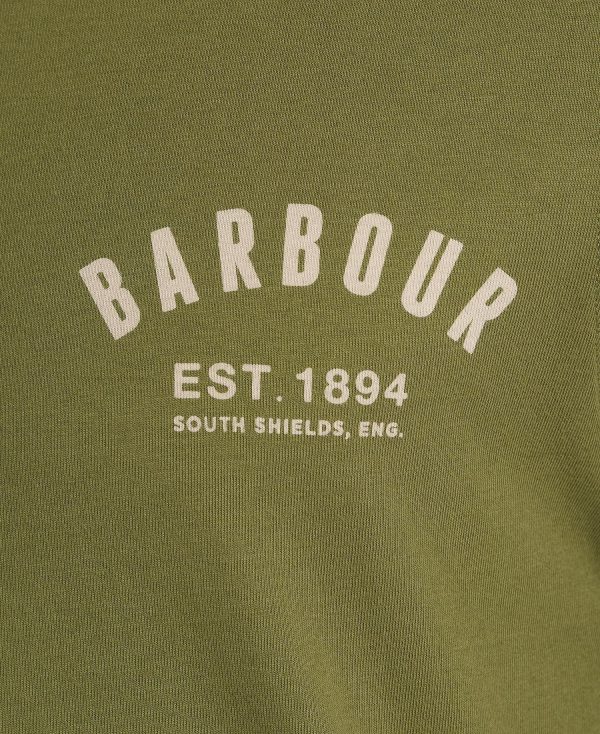 BARBOUR
EST. 1894
SOUTH SHIELDS, ENG.